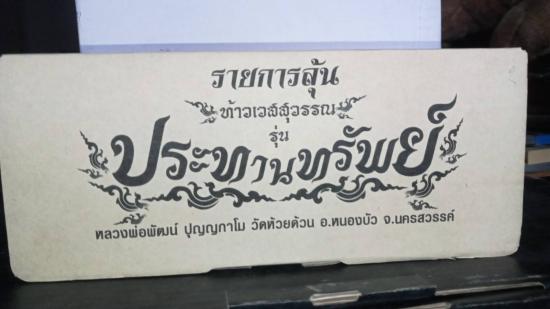 รายการลุ้น
ท้าวเวสสุวรรณ
รุ่น
ประทานทรัพย์
หลวงพ่อพัฒน์ ปุญญกาโม วัดห้วยด้วน อ.หนองบัว จ.นครสวรรค์